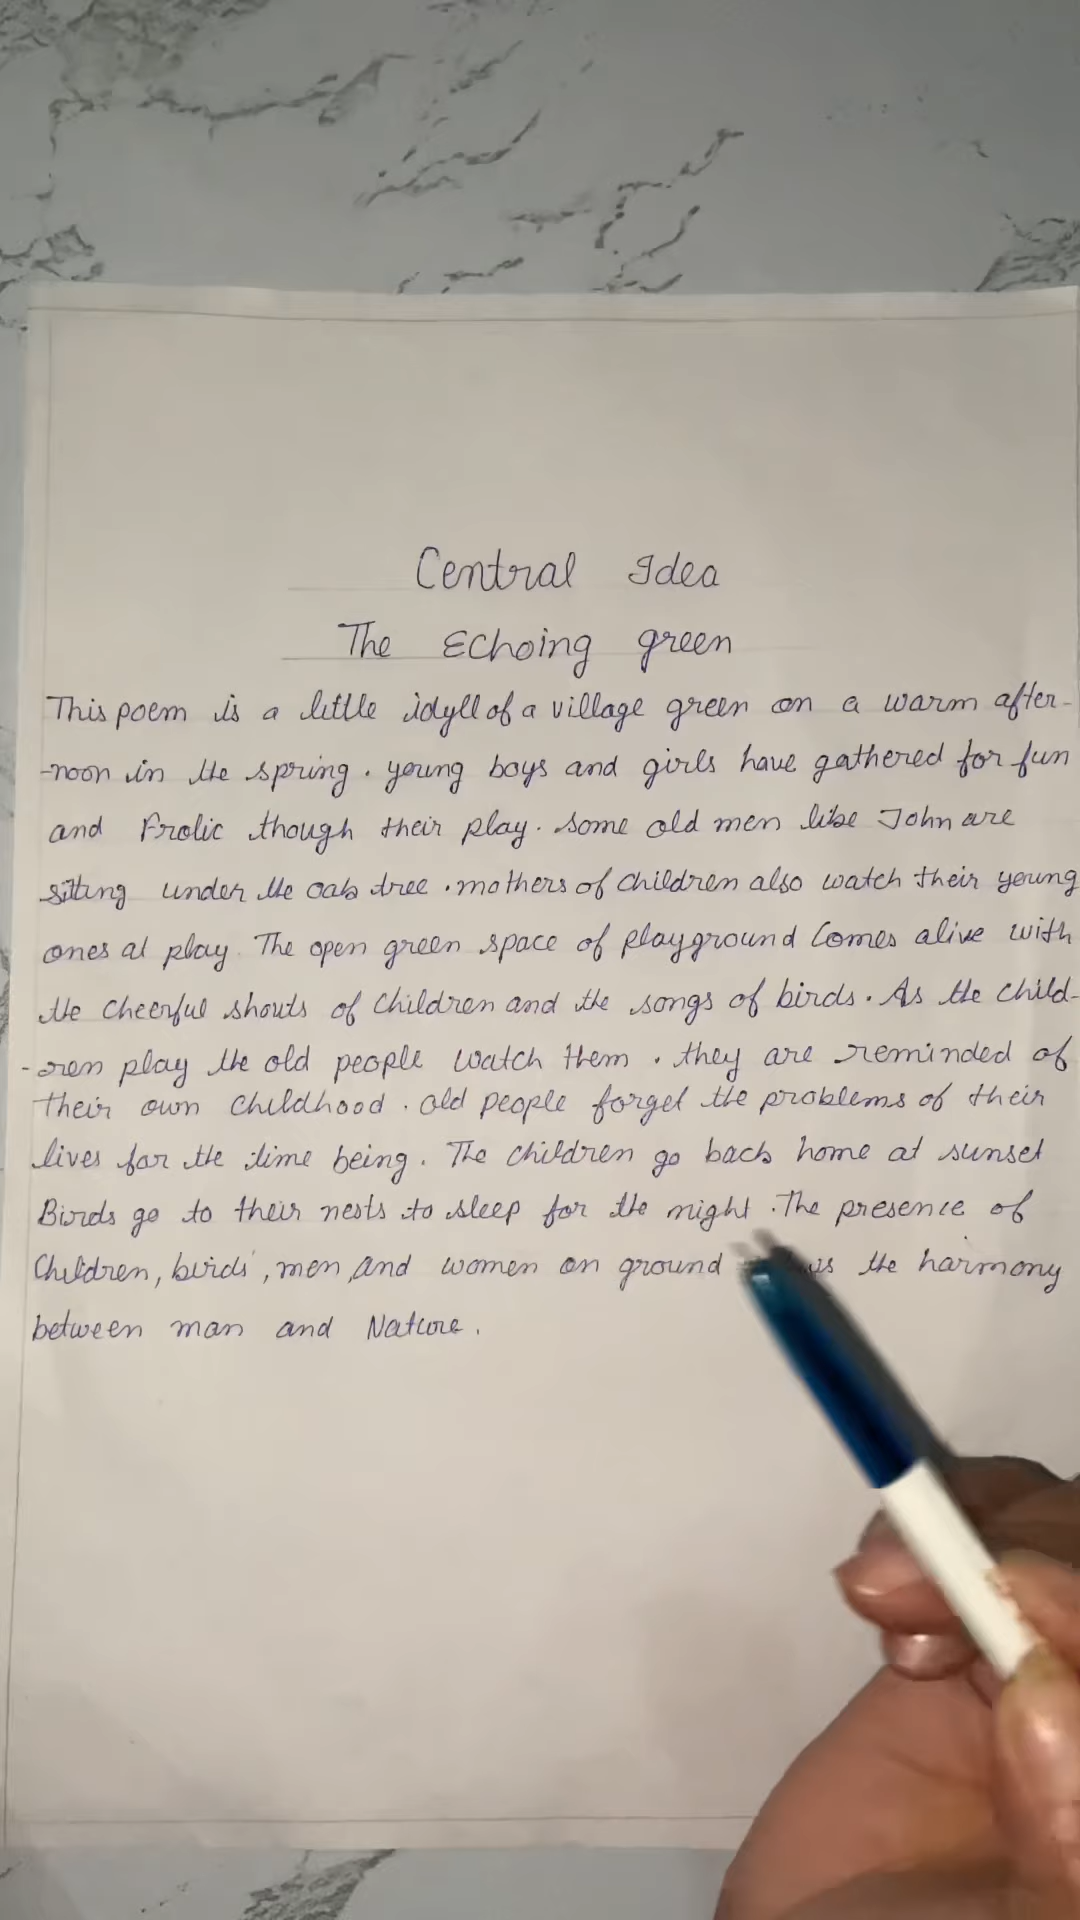 Central Idea
The Echoing green
This poem is a little idyll of a village green on a warm after-
-noon in the spring. young boys and girls have gathered for fun
and Frolic though their play. Some old men like John are
sitting under the oak tree. mothers of children also watch their young
ones at play. The open green space of playground Comes alive with
the cheerful shouts of children and the songs of birds. As the child-
-ren play the old people watch them. they are reminded of
their own childhood. old people forget the problems of their
lives for the time being. The children go back home at sunset
Birds go to their nests to sleep for the night. The presence of
Children, birds, men, and women on ground the harmony
between man and Nature.